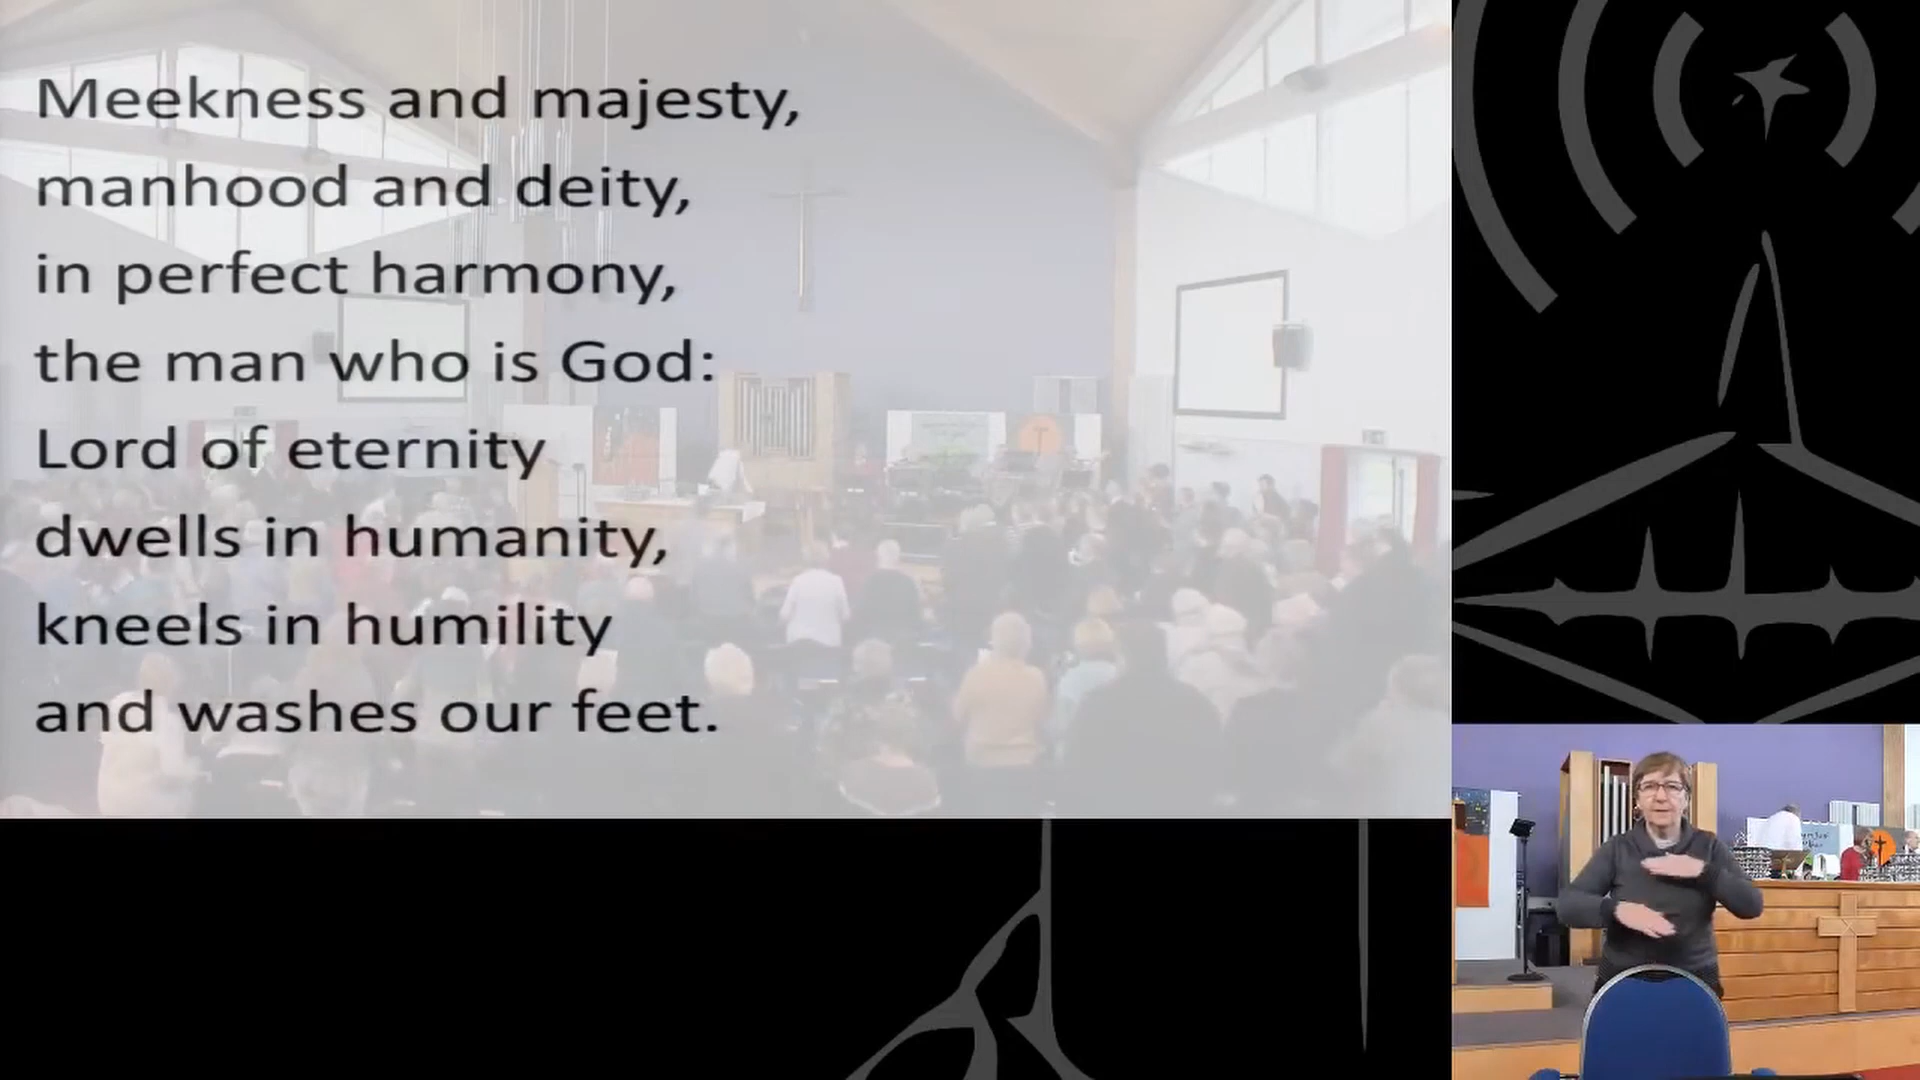 Meekness and majesty,
manhood and deity,
in perfect harmony,
the man who is God:
Lord of eternity
dwells in humanity,
kneels in humility
and washes our feet.